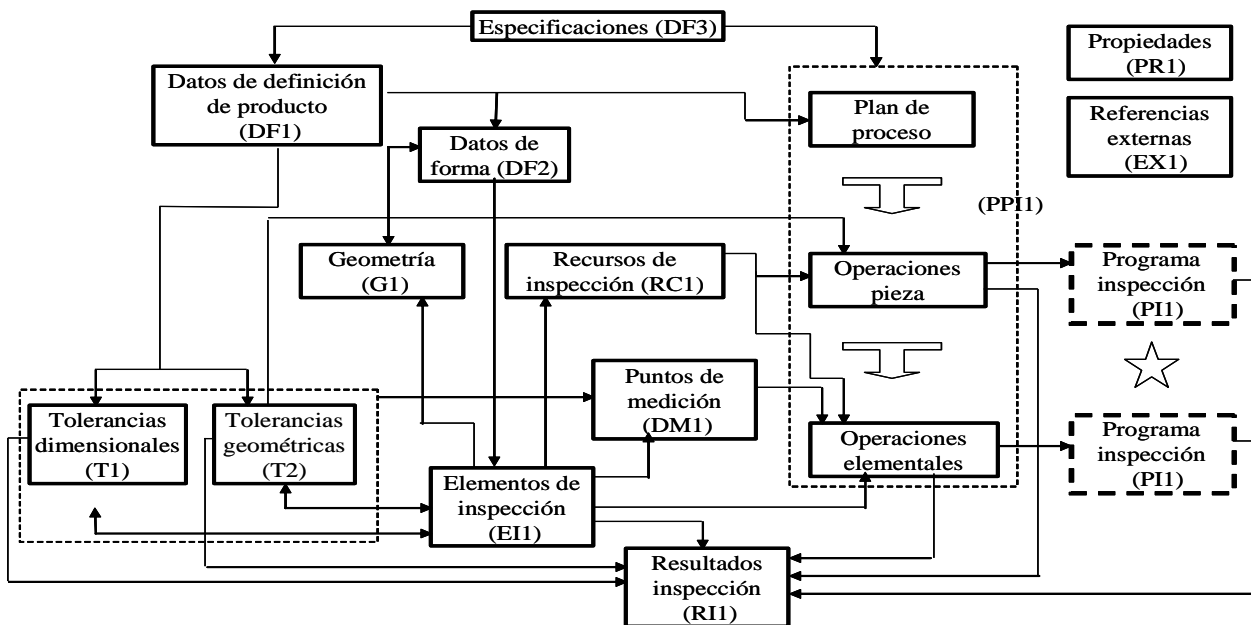 Especificaciones (DF3)
Datos de definición
de producto
(DF1)
Datos de
forma (DF2)
Plan de
proceso
Propiedades
(PR1)
Referencias
externas
(EX1)
(PPI1)
Geometría
(G1)
Recursos de
inspección (RC1)
Operaciones
pieza
Programa
inspección
(PI1)
Tolerancias
dimensionales
(T1)
Tolerancias
geométricas
(T2)
Puntos de
medición
(DM1)
Operaciones
elementales
Programa
inspección
(PI1)
Elementos de
inspección
(EI1)
Resultados
inspección
(RI1)